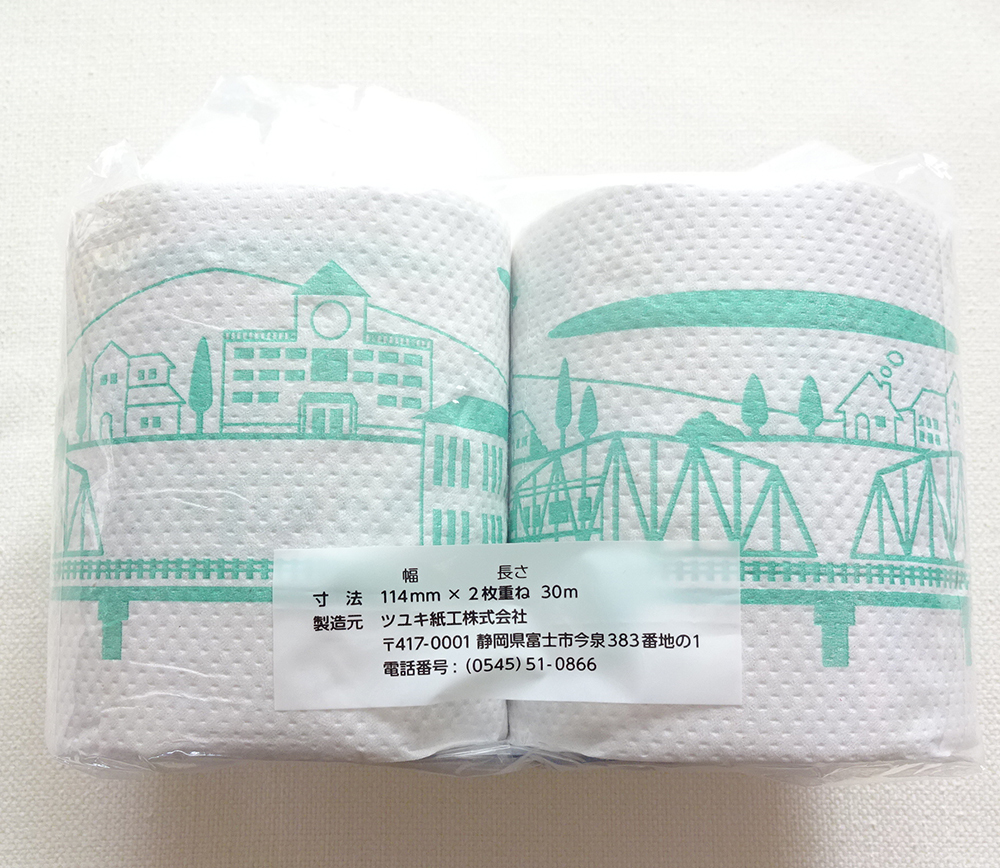 幅 長さ
寸 法 114mm × 2枚重ね 30m
製造元 ツユキ紙工株式会社
〒417-0001 静岡県富士市今泉383番地の1
電話番号：(0545)51-0866